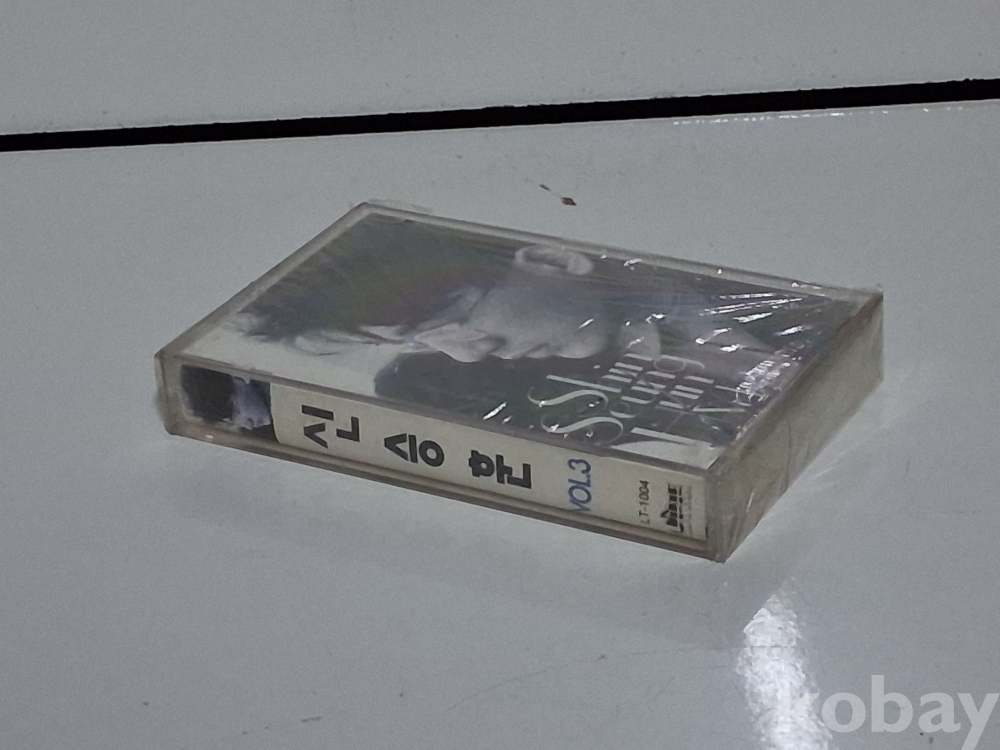 Shin
Seung
Hun
신승훈
VOL.3
LT-1004
kobay